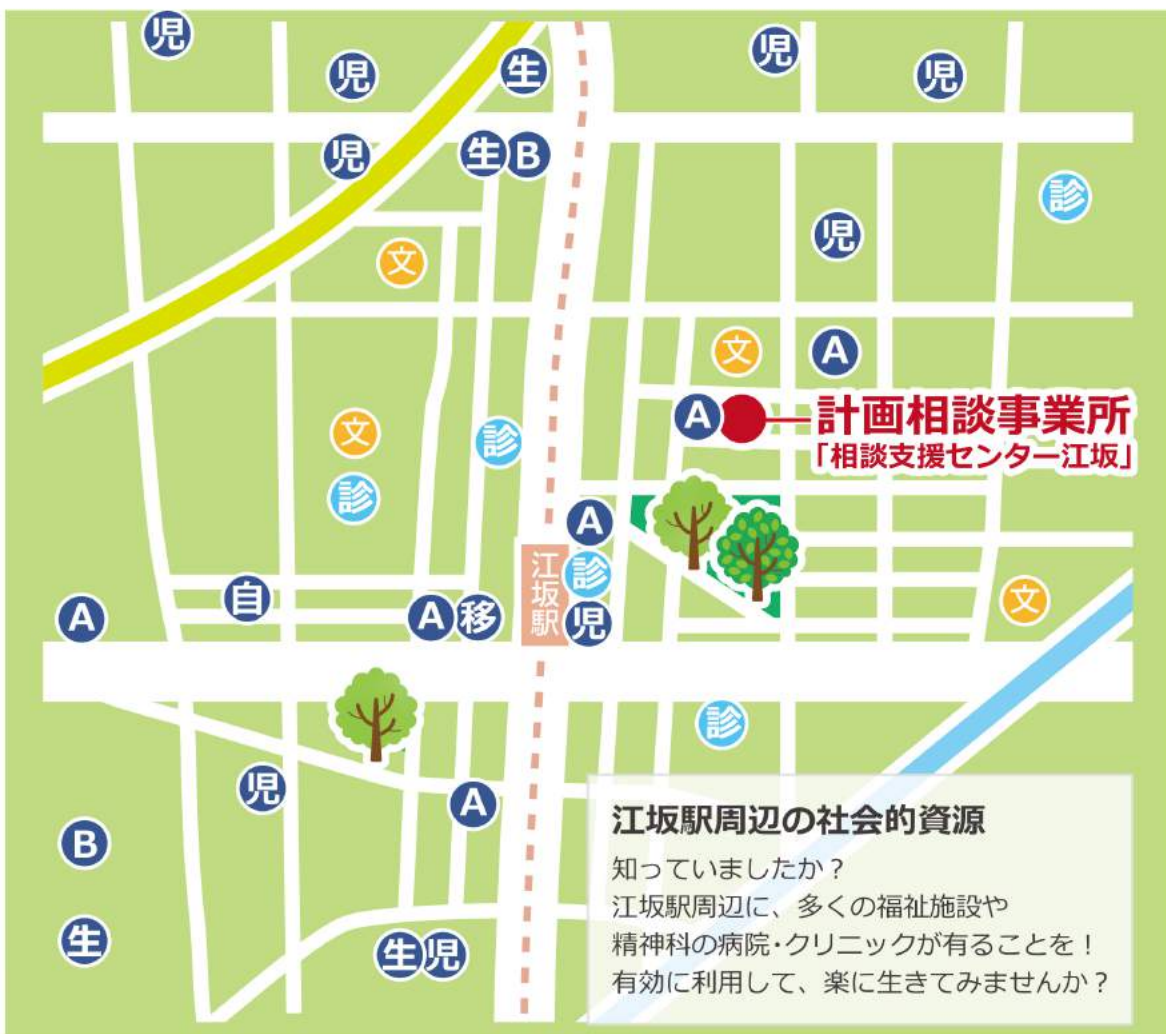 児
児
児
児
生
児
生
B
診
児
文
文
A
A
計画相談事業所
「相談支援センター江坂」
文
診
診
A
診
児
江坂駅
自
A
A
移
文
診
児
A
B
生
生
児
江坂駅周辺の社会的資源
知っていましたか？
江坂駅周辺に、多くの福祉施設や
精神科の病院・クリニックが有ることを！
有効に利用して、楽に生きてみませんか？